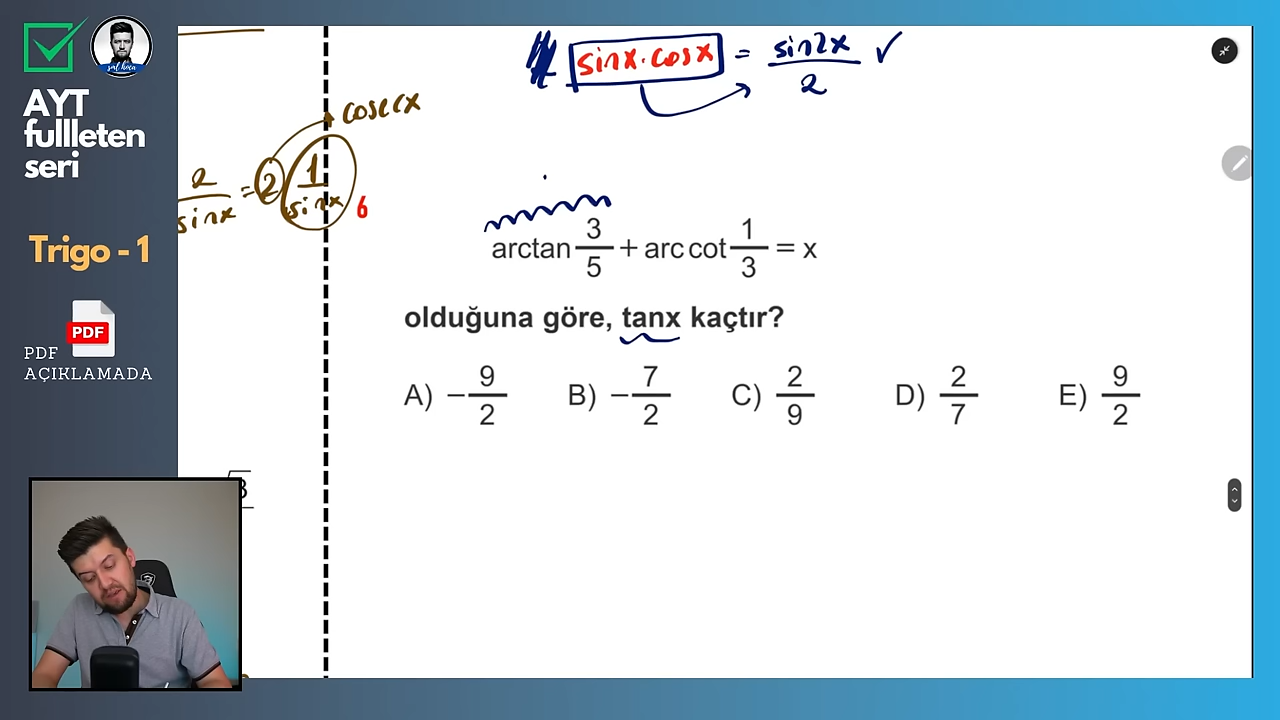 AYT
fullleten
seri
Trigo - 1
PDF
PDF
AÇIKLAMADA
sinx·cosx = sin2x / 2 ✓
cosecx
2 / sinx = 2 1 / sinx
6
arctan 3/5 + arc cot 1/3 = x
olduğuna göre, tanx kaçtır?
A) − 9/2 B) − 7/2 C) 2/9 D) 2/7 E) 9/2